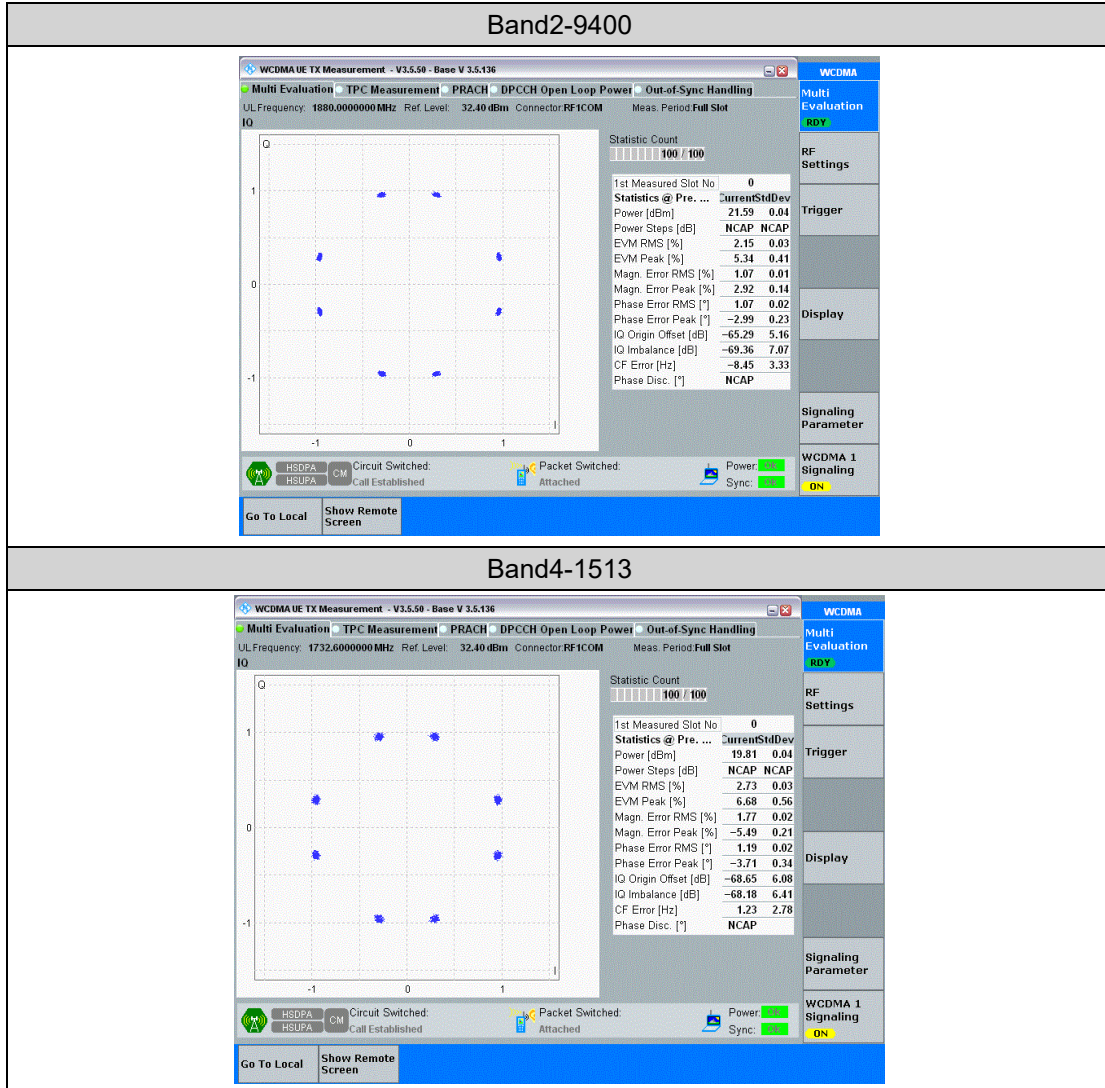 Band2-9400
WCDMA UE TX Measurement - V3.5.50 - Base V 3.5.136
WCDMA
Multi Evaluation TPC Measurement PRACH DPCCH Open Loop Power Out-of-Sync Handling
Multi
Evaluation
RDY
UL Frequency: 1880.0000000 MHz Ref. Level: 32.40 dBm Connector:RF1COM Meas. Period:Full Slot
IQ
Q
1
0
-1
-1 0 1
I
Statistic Count
100 / 100
1st Measured Slot No 0
Statistics @ Pre. ... CurrentStdDev
Power [dBm] 21.59 0.04
Power Steps [dB] NCAP NCAP
EVM RMS [%] 2.15 0.03
EVM Peak [%] 5.34 0.41
Magn. Error RMS [%] 1.07 0.01
Magn. Error Peak [%] 2.92 0.14
Phase Error RMS [°] 1.07 0.02
Phase Error Peak [°] −2.99 0.23
IQ Origin Offset [dB] −65.29 5.16
IQ Imbalance [dB] −69.36 7.07
CF Error [Hz] −8.45 3.33
Phase Disc. [°] NCAP
RF
Settings
Trigger
Display
Signaling
Parameter
WCDMA 1
Signaling
ON
HSDPA
HSUPA
CM
Circuit Switched:
Call Established
Packet Switched:
Attached
Power: OK
Sync: OK
Go To Local
Show Remote
Screen
Band4-1513
WCDMA UE TX Measurement - V3.5.50 - Base V 3.5.136
WCDMA
Multi Evaluation TPC Measurement PRACH DPCCH Open Loop Power Out-of-Sync Handling
Multi
Evaluation
RDY
UL Frequency: 1732.6000000 MHz Ref. Level: 32.40 dBm Connector:RF1COM Meas. Period:Full Slot
IQ
Q
1
0
-1
-1 0 1
I
Statistic Count
100 / 100
1st Measured Slot No 0
Statistics @ Pre. ... CurrentStdDev
Power [dBm] 19.81 0.04
Power Steps [dB] NCAP NCAP
EVM RMS [%] 2.73 0.03
EVM Peak [%] 6.68 0.56
Magn. Error RMS [%] 1.77 0.02
Magn. Error Peak [%] −5.49 0.21
Phase Error RMS [°] 1.19 0.02
Phase Error Peak [°] −3.71 0.34
IQ Origin Offset [dB] −68.65 6.08
IQ Imbalance [dB] −68.18 6.41
CF Error [Hz] 1.23 2.78
Phase Disc. [°] NCAP
RF
Settings
Trigger
Display
Signaling
Parameter
WCDMA 1
Signaling
ON
HSDPA
HSUPA
CM
Circuit Switched:
Call Established
Packet Switched:
Attached
Power: OK
Sync: OK
Go To Local
Show Remote
Screen